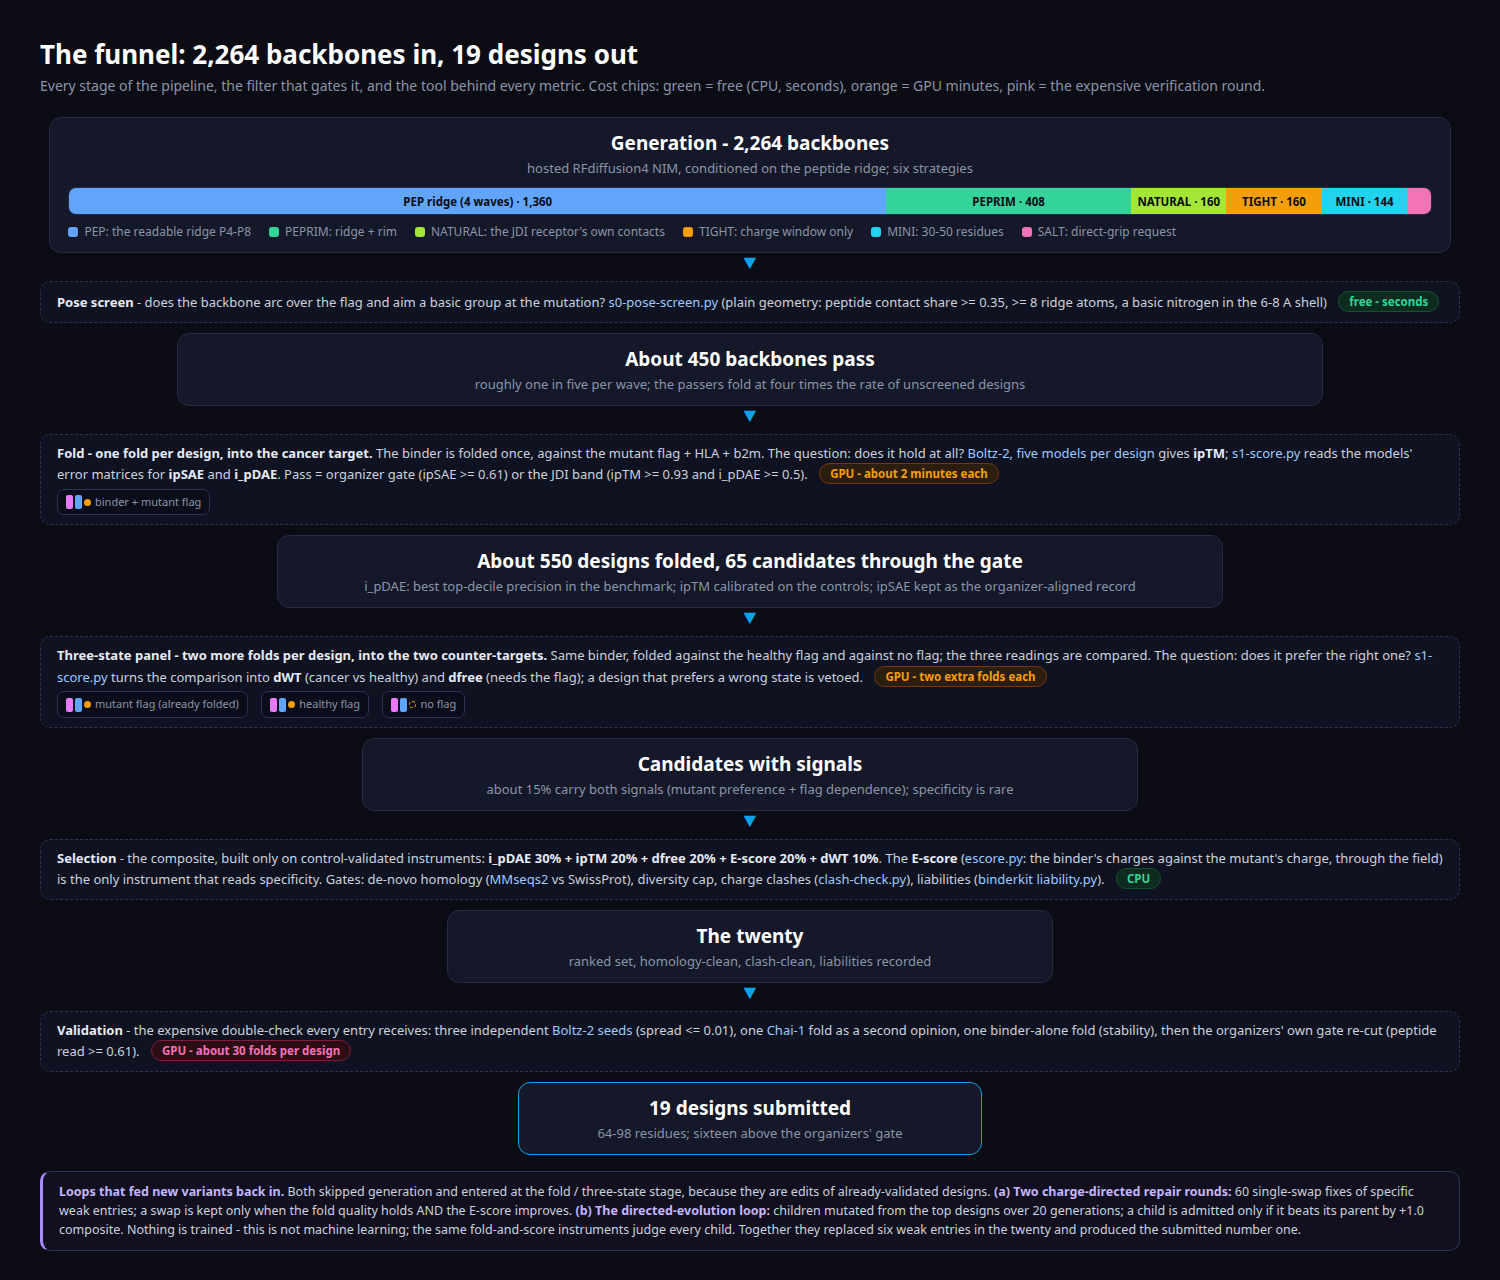 The funnel: 2,264 backbones in, 19 designs out
Every stage of the pipeline, the filter that gates it, and the tool behind every metric. Cost chips: green = free (CPU, seconds), orange = GPU minutes, pink = the expensive verification round.
Generation - 2,264 backbones
hosted RFdiffusion4 NIM, conditioned on the peptide ridge; six strategies
PEP ridge (4 waves) · 1,360 PEPRIM · 408 NATURAL · 160 TIGHT · 160 MINI · 144
PEP: the readable ridge P4-P8 PEPRIM: ridge + rim NATURAL: the JDI receptor's own contacts TIGHT: charge window only MINI: 30-50 residues SALT: direct-grip request
Pose screen - does the backbone arc over the flag and aim a basic group at the mutation? s0-pose-screen.py (plain geometry: peptide contact share >= 0.35, >= 8 ridge atoms, a basic nitrogen in the 6-8 A shell) free - seconds
About 450 backbones pass
roughly one in five per wave; the passers fold at four times the rate of unscreened designs
Fold - one fold per design, into the cancer target. The binder is folded once, against the mutant flag + HLA + b2m. The question: does it hold at all? Boltz-2, five models per design gives ipTM; s1-score.py reads the models'
error matrices for ipSAE and i_pDAE. Pass = organizer gate (ipSAE >= 0.61) or the JDI band (ipTM >= 0.93 and i_pDAE >= 0.5). GPU - about 2 minutes each
binder + mutant flag
About 550 designs folded, 65 candidates through the gate
i_pDAE: best top-decile precision in the benchmark; ipTM calibrated on the controls; ipSAE kept as the organizer-aligned record
Three-state panel - two more folds per design, into the two counter-targets. Same binder, folded against the healthy flag and against no flag; the three readings are compared. The question: does it prefer the right one? s1-
score.py turns the comparison into dWT (cancer vs healthy) and dfree (needs the flag); a design that prefers a wrong state is vetoed. GPU - two extra folds each
mutant flag (already folded) healthy flag no flag
Candidates with signals
about 15% carry both signals (mutant preference + flag dependence); specificity is rare
Selection - the composite, built only on control-validated instruments: i_pDAE 30% + ipTM 20% + dfree 20% + E-score 20% + dWT 10%. The E-score (escore.py: the binder's charges against the mutant's charge, through the field)
is the only instrument that reads specificity. Gates: de-novo homology (MMseqs2 vs SwissProt), diversity cap, charge clashes (clash-check.py), liabilities (binderkit liability.py). CPU
The twenty
ranked set, homology-clean, clash-clean, liabilities recorded
Validation - the expensive double-check every entry receives: three independent Boltz-2 seeds (spread <= 0.01), one Chai-1 fold as a second opinion, one binder-alone fold (stability), then the organizers' own gate re-cut (peptide
read >= 0.61). GPU - about 30 folds per design
19 designs submitted
64-98 residues; sixteen above the organizers' gate
Loops that fed new variants back in. Both skipped generation and entered at the fold / three-state stage, because they are edits of already-validated designs. (a) Two charge-directed repair rounds: 60 single-swap fixes of specific
weak entries; a swap is kept only when the fold quality holds AND the E-score improves. (b) The directed-evolution loop: children mutated from the top designs over 20 generations; a child is admitted only if it beats its parent by +1.0
composite. Nothing is trained - this is not machine learning; the same fold-and-score instruments judge every child. Together they replaced six weak entries in the twenty and produced the submitted number one.